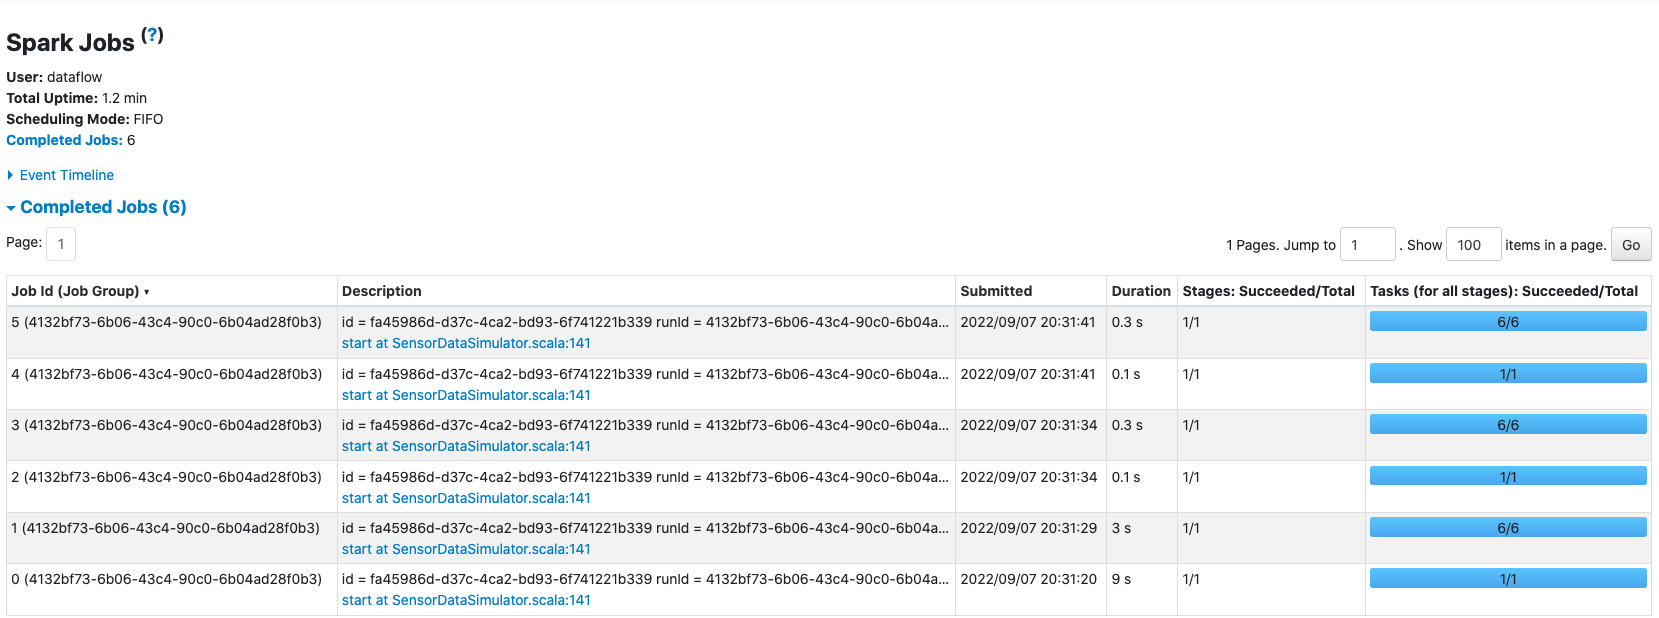 Spark Jobs (?)
User: dataflow
Total Uptime: 1.2 min
Scheduling Mode: FIFO
Completed Jobs: 6
Event Timeline
Completed Jobs (6)
Page: 1
1 Pages. Jump to 1 . Show 100 items in a page. Go
Job Id (Job Group) ▾ Description Submitted Duration Stages: Succeeded/Total Tasks (for all stages): Succeeded/Total
5 (4132bf73-6b06-43c4-90c0-6b04ad28f0b3) id = fa45986d-d37c-4ca2-bd93-6f741221b339 runId = 4132bf73-6b06-43c4-90c0-6b04a... 2022/09/07 20:31:41 0.3 s 1/1 6/6
start at SensorDataSimulator.scala:141
4 (4132bf73-6b06-43c4-90c0-6b04ad28f0b3) id = fa45986d-d37c-4ca2-bd93-6f741221b339 runId = 4132bf73-6b06-43c4-90c0-6b04a... 2022/09/07 20:31:41 0.1 s 1/1 1/1
start at SensorDataSimulator.scala:141
3 (4132bf73-6b06-43c4-90c0-6b04ad28f0b3) id = fa45986d-d37c-4ca2-bd93-6f741221b339 runId = 4132bf73-6b06-43c4-90c0-6b04a... 2022/09/07 20:31:34 0.3 s 1/1 6/6
start at SensorDataSimulator.scala:141
2 (4132bf73-6b06-43c4-90c0-6b04ad28f0b3) id = fa45986d-d37c-4ca2-bd93-6f741221b339 runId = 4132bf73-6b06-43c4-90c0-6b04a... 2022/09/07 20:31:34 0.1 s 1/1 1/1
start at SensorDataSimulator.scala:141
1 (4132bf73-6b06-43c4-90c0-6b04ad28f0b3) id = fa45986d-d37c-4ca2-bd93-6f741221b339 runId = 4132bf73-6b06-43c4-90c0-6b04a... 2022/09/07 20:31:29 3 s 1/1 6/6
start at SensorDataSimulator.scala:141
0 (4132bf73-6b06-43c4-90c0-6b04ad28f0b3) id = fa45986d-d37c-4ca2-bd93-6f741221b339 runId = 4132bf73-6b06-43c4-90c0-6b04a... 2022/09/07 20:31:20 9 s 1/1 1/1
start at SensorDataSimulator.scala:141